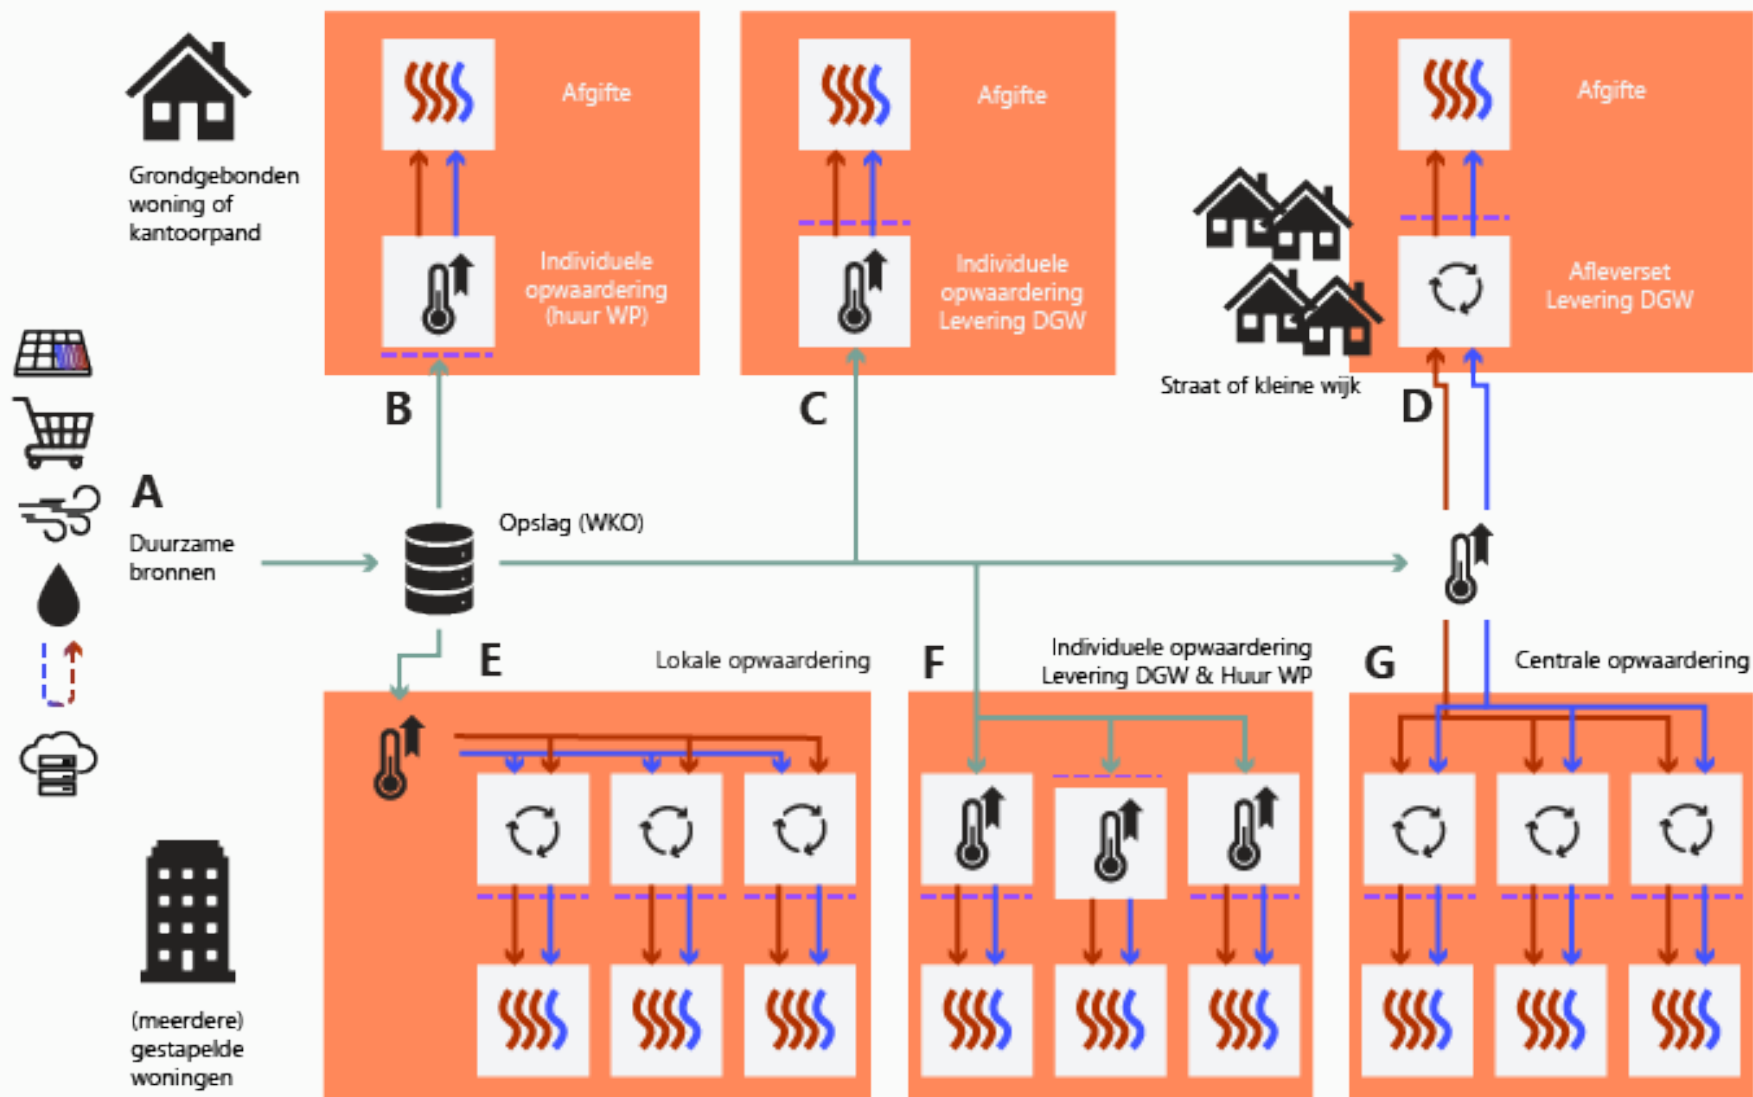 Grondgebonden
woning of
kantoorpand
Afgifte
Individuele
opwaardering
(huur WP)
B
Afgifte
Individuele
opwaardering
Levering DGW
C
Afgifte
Afleverset
Levering DGW
Straat of kleine wijk
D
A
Duurzame
bronnen
Opslag (WKO)
E
Lokale opwaardering
F
Individuele opwaardering
Levering DGW & Huur WP
G
Centrale opwaardering
(meerdere)
gestapelde
woningen